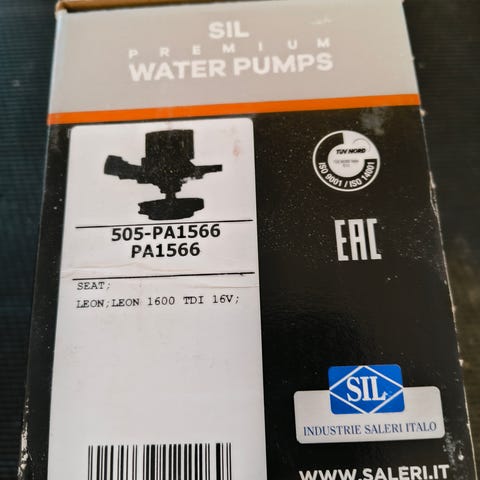 SIL
PREMIUM
WATER PUMPS
TÜV NORD
ISO 9001 / ISO 14001
505-PA1566
PA1566
EAC
SEAT;
LEON;LEON 1600 TDI 16V;
SIL
INDUSTRIE SALERI ITALO
WWW.SALERI.IT